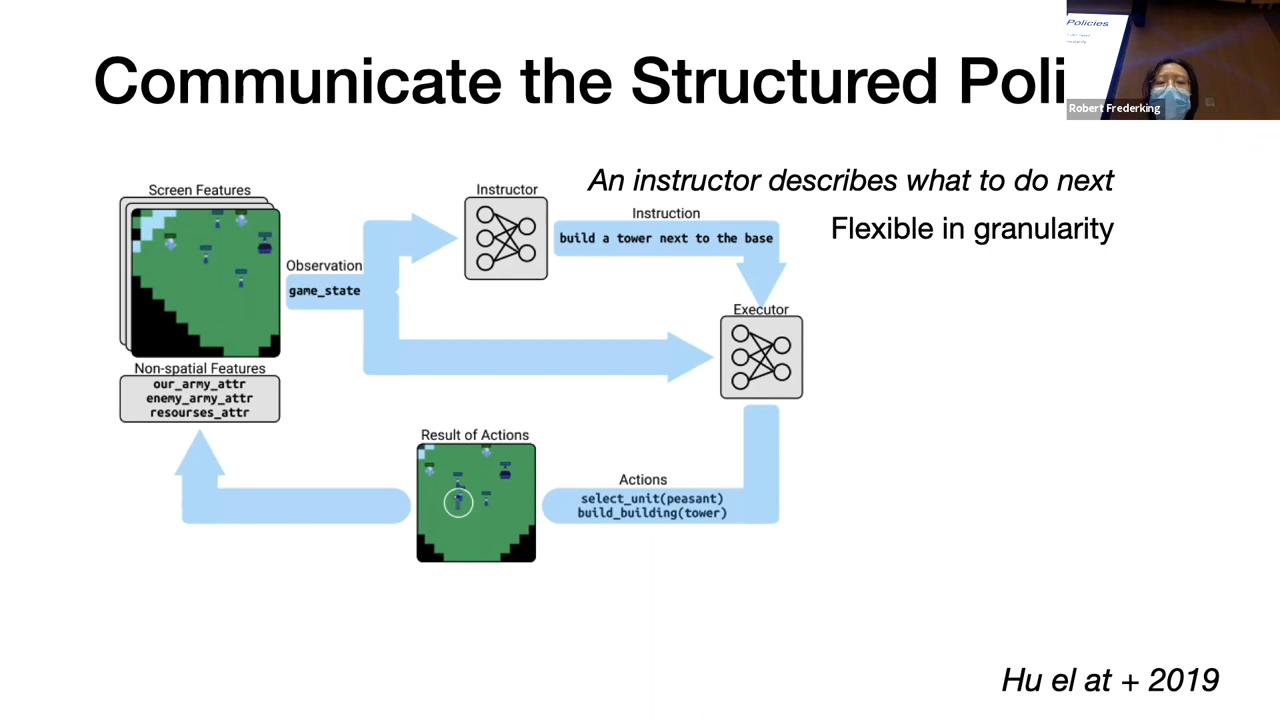 Communicate the Structured Poli
Policies
Robert Frederking
An instructor describes what to do next
Flexible in granularity
Screen Features
Instructor
Instruction
build a tower next to the base
Observation
game_state
Executor
Non-spatial Features
our_army_attr
enemy_army_attr
resourses_attr
Result of Actions
Actions
select_unit(peasant)
build_building(tower)
Hu el at + 2019